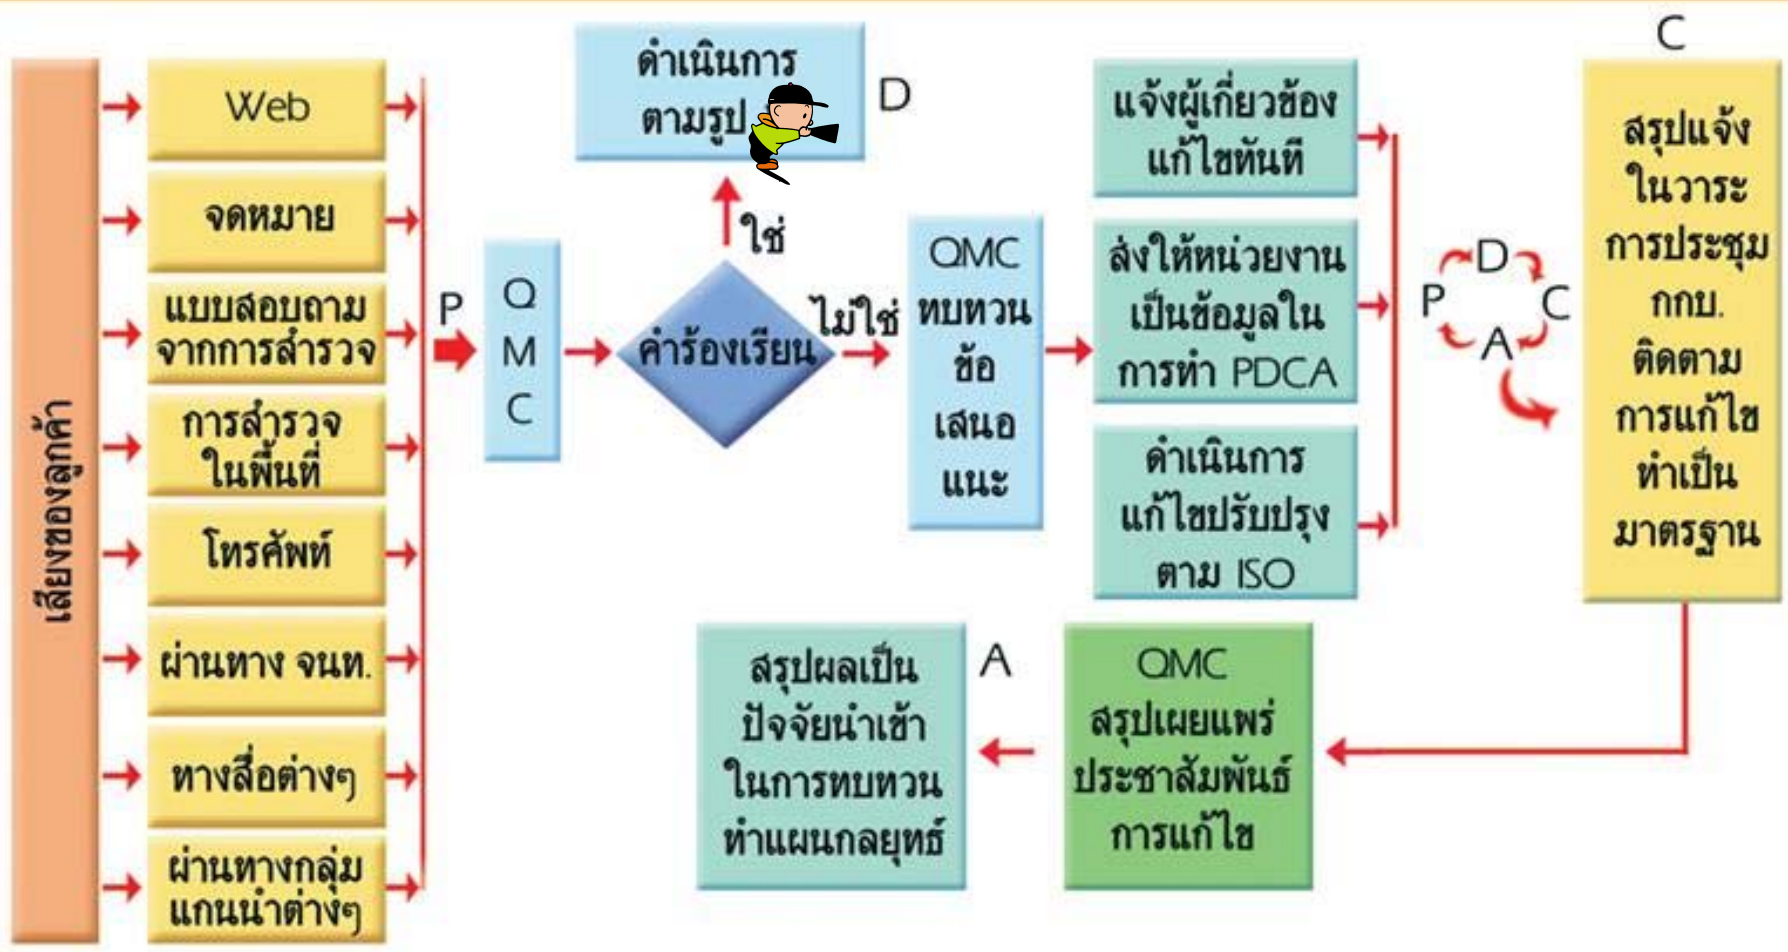 เสียงของลูกค้า
Web
จดหมาย
แบบสอบถาม
จากการสำรวจ
การสำรวจ
ในพื้นที่
โทรศัพท์
ผ่านทาง จนท.
ทางสื่อต่างๆ
ผ่านทางกลุ่ม
แกนนำต่างๆ
P
Q
M
C
คำร้องเรียน
ใช่
ดำเนินการ
ตามรูป
D
ไม่ใช่
QMC
ทบทวน
ข้อ
เสนอ
แนะ
แจ้งผู้เกี่ยวข้อง
แก้ไขทันที
ส่งให้หน่วยงาน
เป็นข้อมูลใน
การทำ PDCA
ดำเนินการ
แก้ไขปรับปรุง
ตาม ISO
P
D
C
A
C
สรุปแจ้ง
ในวาระ
การประชุม
กกบ.
ติดตาม
การแก้ไข
ทำเป็น
มาตรฐาน
QMC
สรุปเผยแพร่
ประชาสัมพันธ์
การแก้ไข
A
สรุปผลเป็น
ปัจจัยนำเข้า
ในการทบทวน
ทำแผนกลยุทธ์